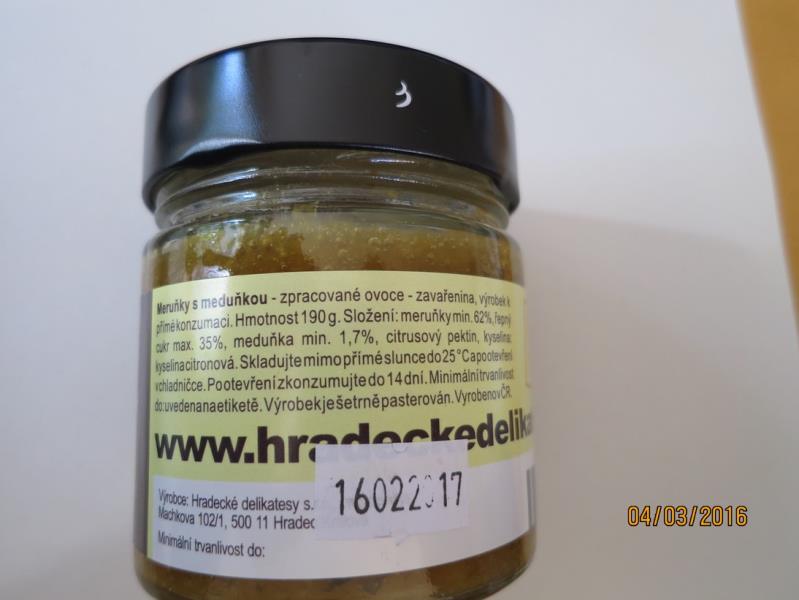 3
Meruňky s meduňkou - zpracované ovoce - zavařenina, výrobek k
přímé konzumaci. Hmotnost 190 g. Složení: meruňky min. 62%, řepný
cukr max. 35%, meduňka min. 1,7%, citrusový pektin, kyselina:
kyselina citronová. Skladujte mimo přímé slunce do 25°C a po otevření
v chladničce. Po otevření zkonzumujte do 14 dní. Minimální trvanlivost
do: uvedena na etiketě. Výrobek je šetrně pasterován. Vyrobeno v ČR.
www.hradeckedelika
16022017
Výrobce: Hradecké delikatesy s.r
Machkova 102/1, 500 11 Hradec Králové
Minimální trvanlivost do:
04/03/2016